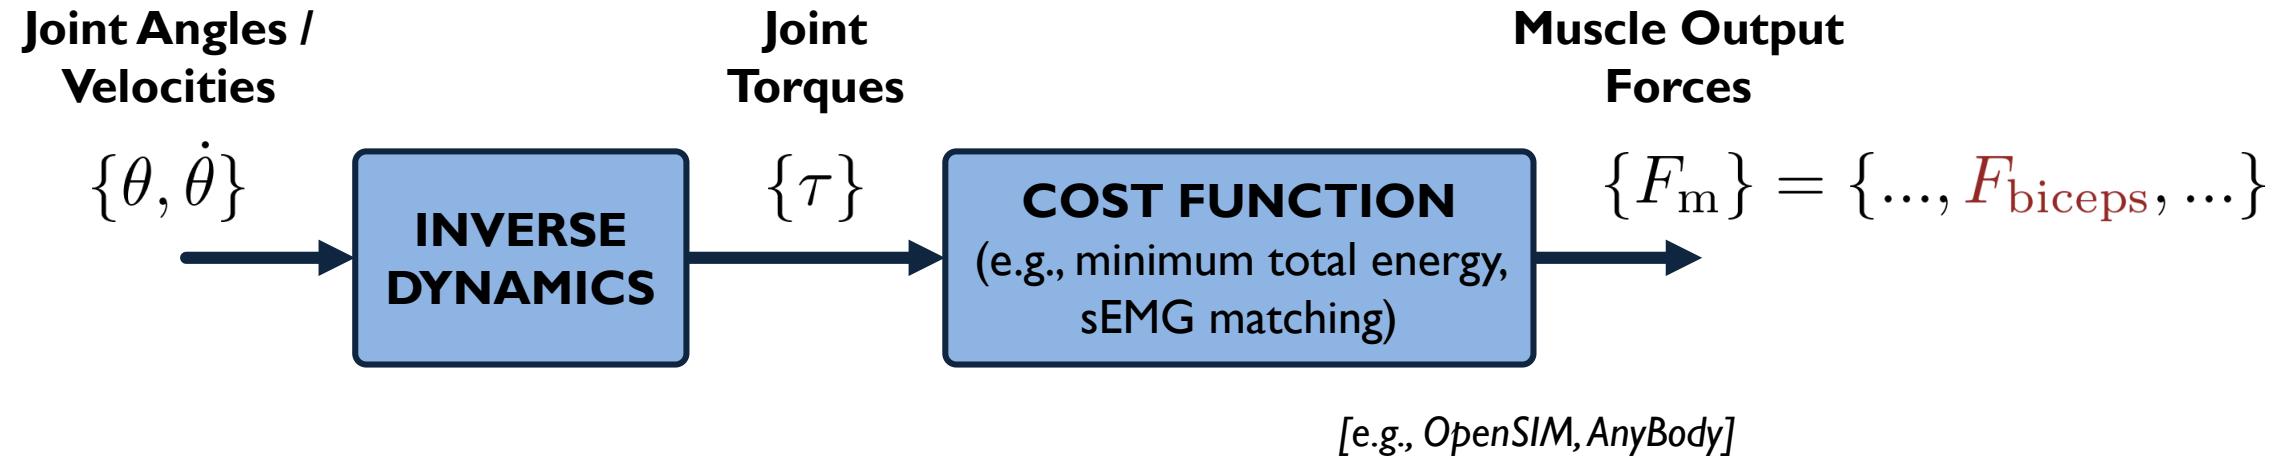 Joint Angles /
Velocities
{θ, θ̇}
INVERSE
DYNAMICS
Joint
Torques
{τ}
COST FUNCTION
(e.g., minimum total energy,
sEMG matching)
Muscle Output
Forces
{Fₘ} = {..., F_biceps, ...}
[e.g., OpenSIM, AnyBody]